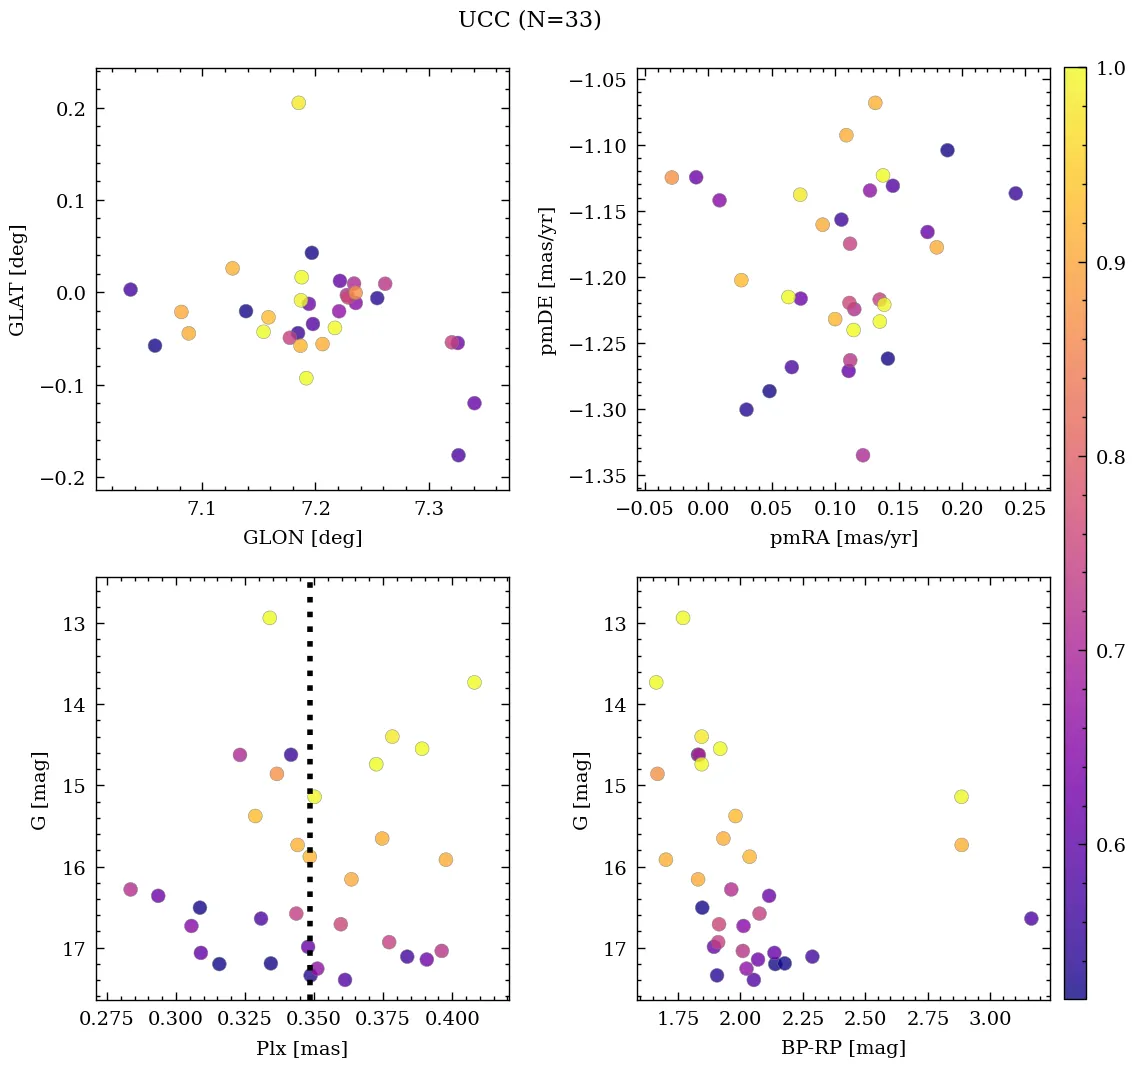 UCC (N=33)
0.2
0.1
0.0
−0.1
−0.2
GLAT [deg]
7.1 7.2 7.3
GLON [deg]
−1.05
−1.10
−1.15
−1.20
−1.25
−1.30
−1.35
pmDE [mas/yr]
−0.05 0.00 0.05 0.10 0.15 0.20 0.25
pmRA [mas/yr]
1.0
0.9
0.8
0.7
0.6
13
14
15
16
17
G [mag]
0.275 0.300 0.325 0.350 0.375 0.400
Plx [mas]
13
14
15
16
17
G [mag]
1.75 2.00 2.25 2.50 2.75 3.00
BP-RP [mag]